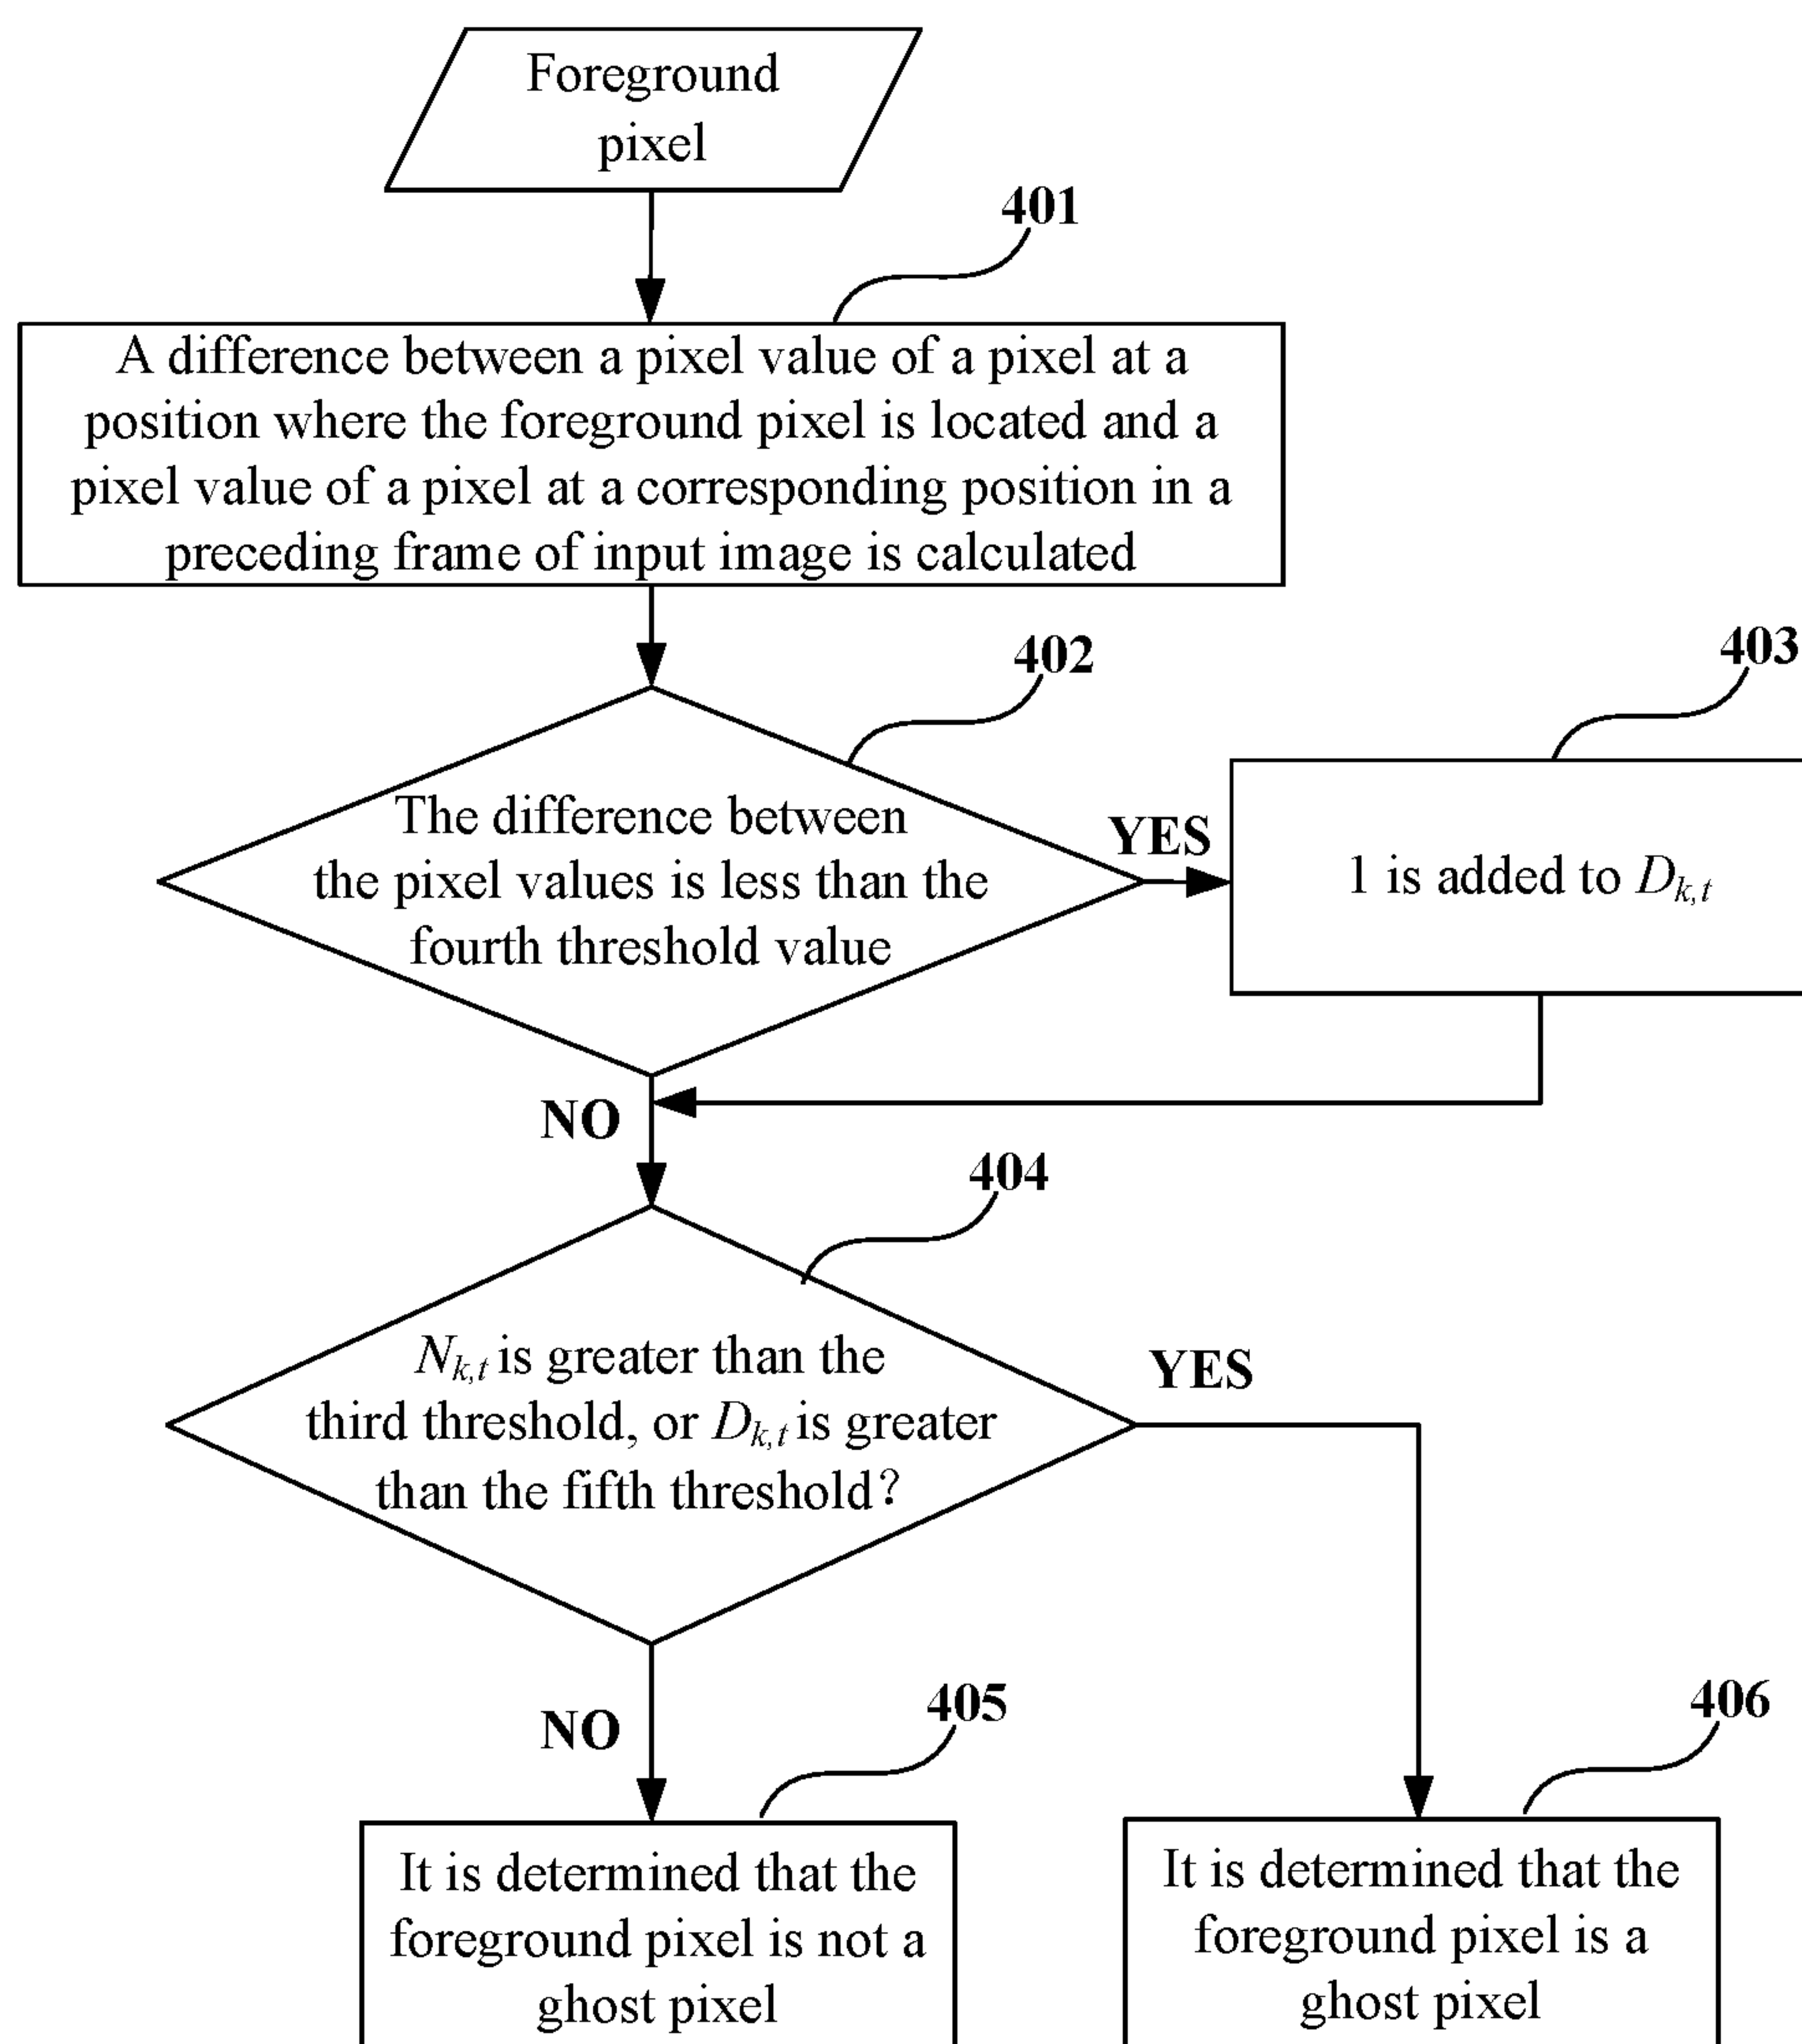 Foreground
pixel
401
A difference between a pixel value of a pixel at a
position where the foreground pixel is located and a
pixel value of a pixel at a corresponding position in a
preceding frame of input image is calculated
402
403
The difference between
the pixel values is less than the
fourth threshold value
YES
1 is added to D_{k,t}
NO
404
N_{k,t} is greater than the
third threshold, or D_{k,t} is greater
than the fifth threshold?
YES
NO
405
406
It is determined that the
foreground pixel is not a
ghost pixel
It is determined that the
foreground pixel is a
ghost pixel